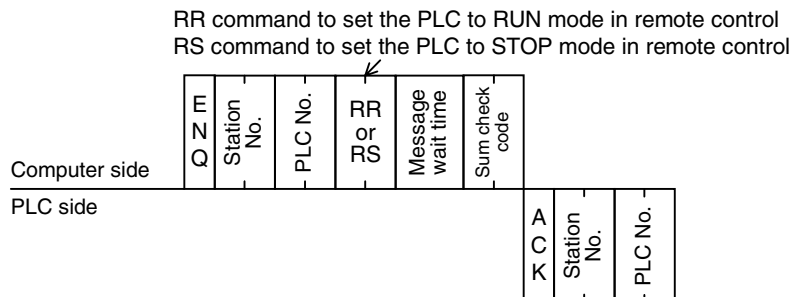 RR command to set the PLC to RUN mode in remote control
RS command to set the PLC to STOP mode in remote control
Computer side
E
N
Q
Station
No.
PLC No.
RR
or
RS
Message
wait time
Sum check
code
PLC side
A
C
K
Station
No.
PLC No.